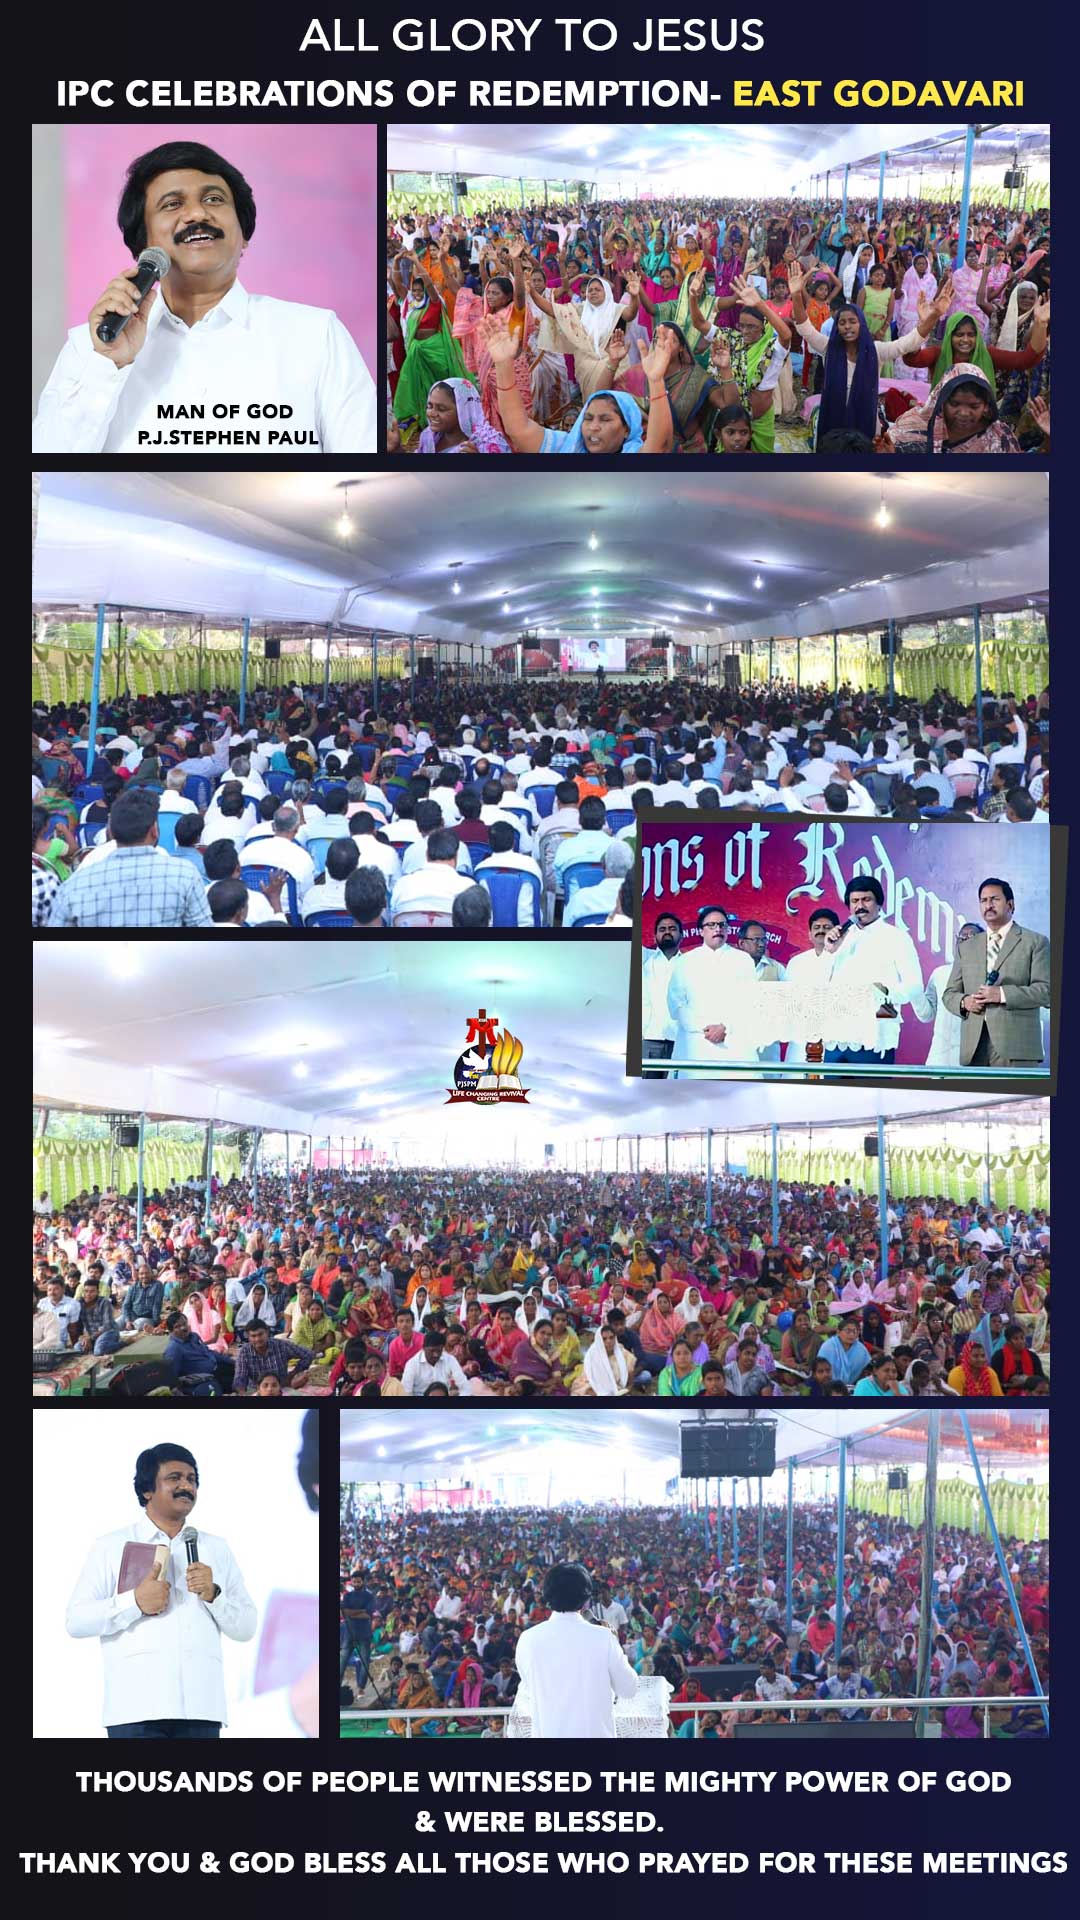 ALL GLORY TO JESUS
IPC CELEBRATIONS OF REDEMPTION- EAST GODAVARI
MAN OF GOD
P.J.STEPHEN PAUL
ons of Redem
PJSPM
LIFE CHANGING REVIVAL
CENTRE
THOUSANDS OF PEOPLE WITNESSED THE MIGHTY POWER OF GOD
& WERE BLESSED.
THANK YOU & GOD BLESS ALL THOSE WHO PRAYED FOR THESE MEETINGS